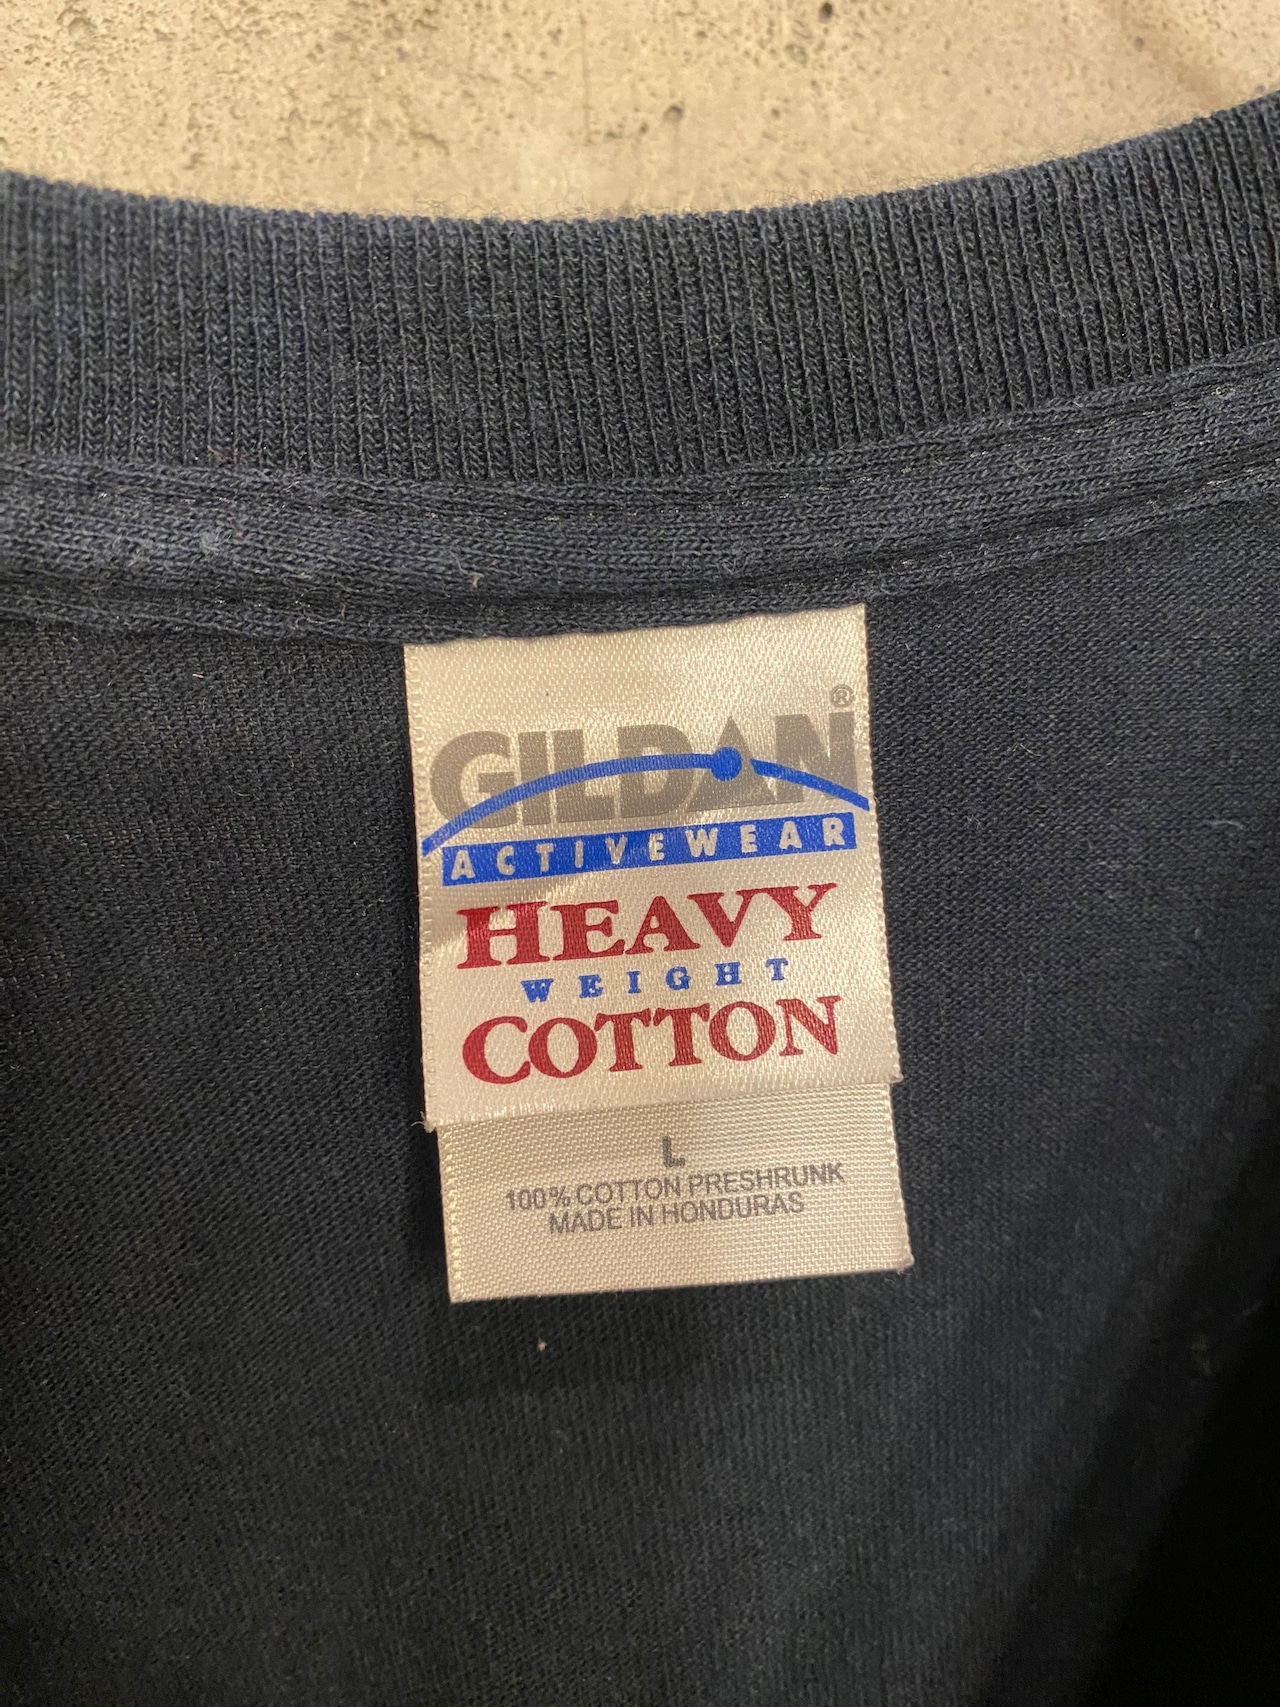 GILDAN®
ACTIVEWEAR
HEAVY
WEIGHT
COTTON
L
100% COTTON PRESHRUNK
MADE IN HONDURAS